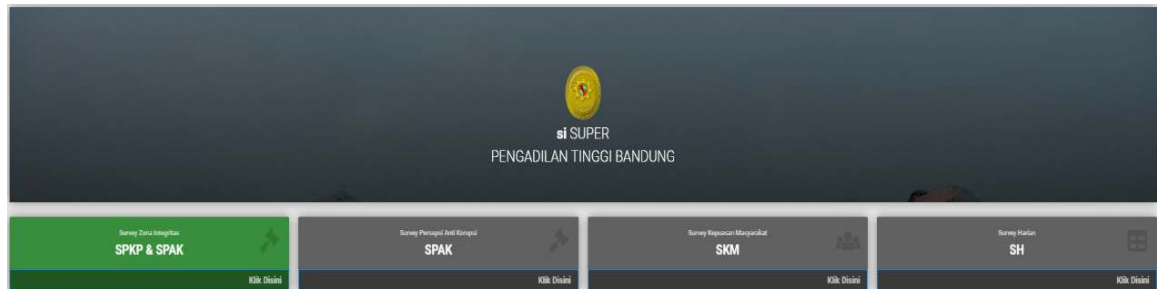 si SUPER
PENGADILAN TINGGI BANDUNG
Survey Zona Integritas
SPKP & SPAK
Klik Disini
Survey Persepsi Anti Korupsi
SPAK
Klik Disini
Survey Kepuasan Masyarakat
SKM
Klik Disini
Survey Harian
SH
Klik Disini